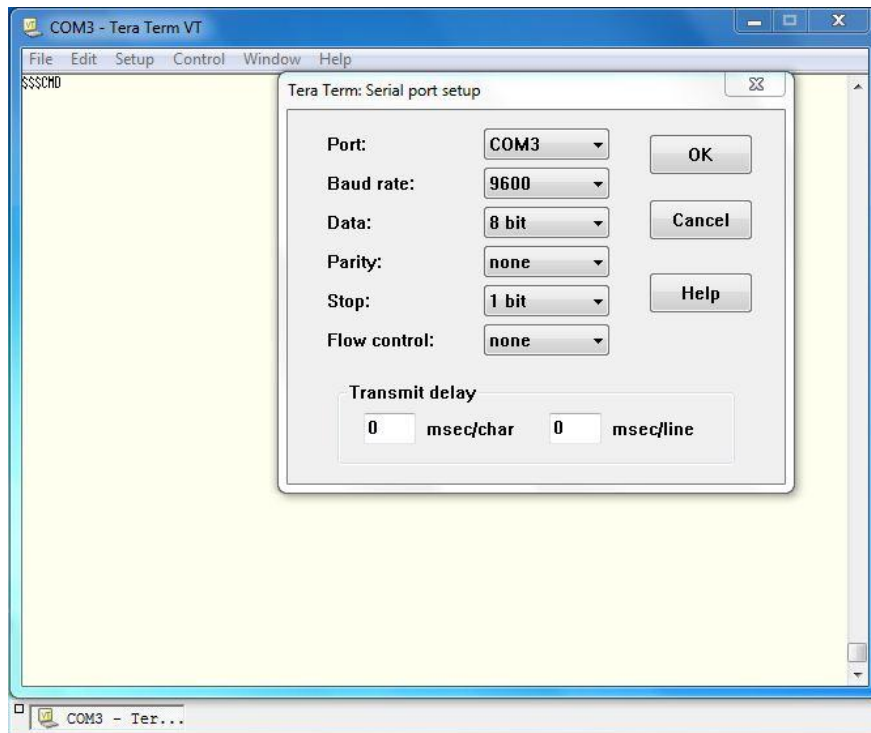 COM3 - Tera Term VT
File Edit Setup Control Window Help
$$$CMD
Tera Term: Serial port setup
Port: COM3
OK
Baud rate: 9600
Data: 8 bit
Cancel
Parity: none
Stop: 1 bit
Help
Flow control: none
Transmit delay
0 msec/char 0 msec/line
VT COM3 - Ter...